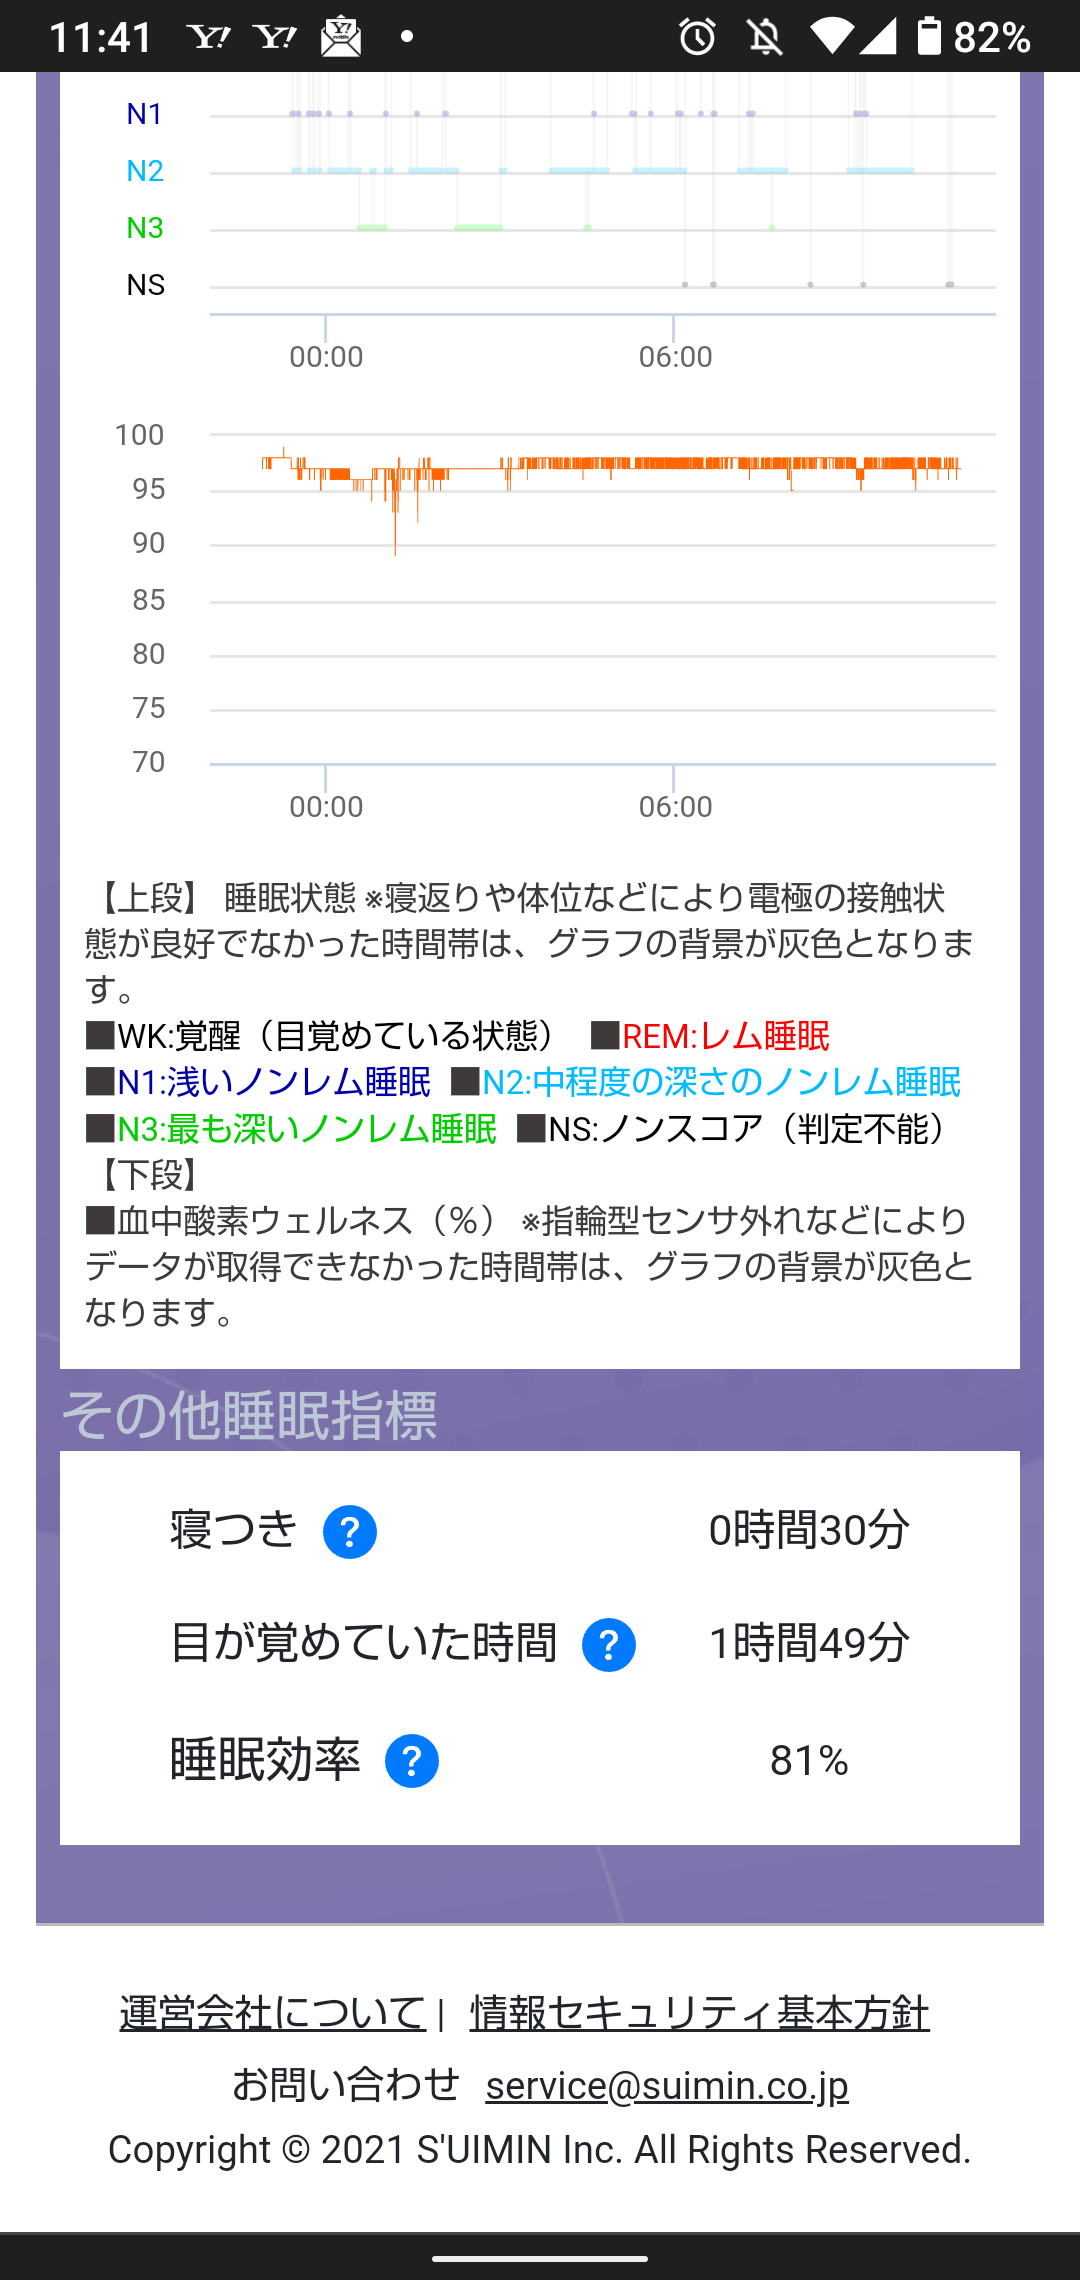 11:41 Y! Y! Y! mobile 82%
N1
N2
N3
NS
00:00 06:00
100
95
90
85
80
75
70
00:00 06:00
【上段】 睡眠状態 ※寝返りや体位などにより電極の接触状
態が良好でなかった時間帯は、グラフの背景が灰色となりま
す。
■WK:覚醒（目覚めている状態） ■REM:レム睡眠
■N1:浅いノンレム睡眠 ■N2:中程度の深さのノンレム睡眠
■N3:最も深いノンレム睡眠 ■NS:ノンスコア（判定不能）
【下段】
■血中酸素ウェルネス（%） ※指輪型センサ外れなどにより
データが取得できなかった時間帯は、グラフの背景が灰色と
なります。
その他睡眠指標
寝つき ? 0時間30分
目が覚めていた時間 ? 1時間49分
睡眠効率 ? 81%
運営会社について | 情報セキュリティ基本方針
お問い合わせ service@suimin.co.jp
Copyright © 2021 S'UIMIN Inc. All Rights Reserved.